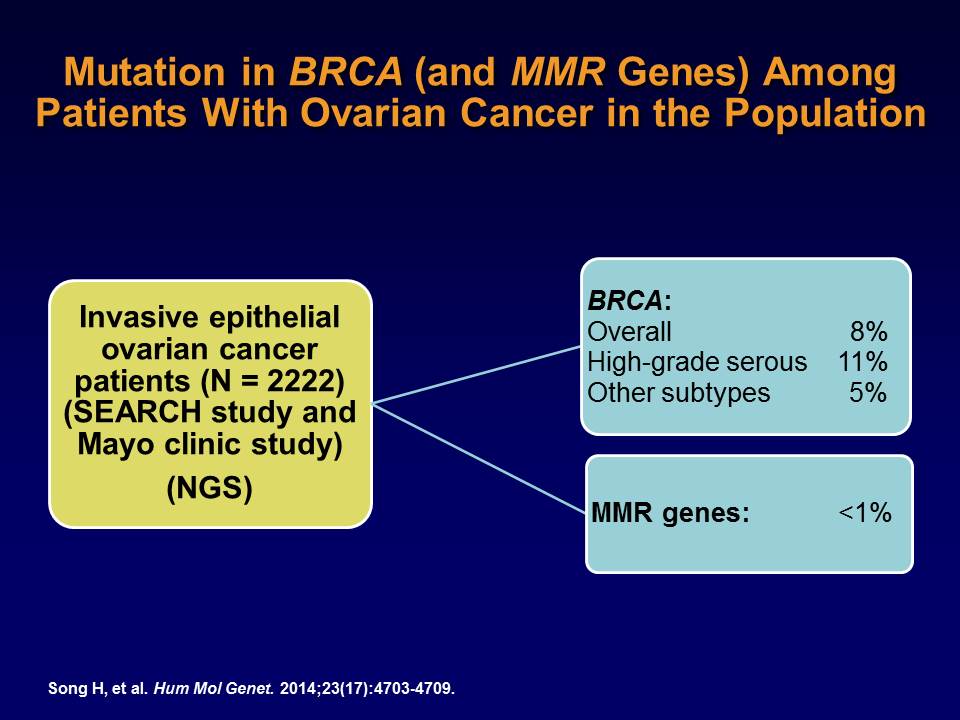 Mutation in BRCA (and MMR Genes) Among
Patients With Ovarian Cancer in the Population
Invasive epithelial
ovarian cancer
patients (N = 2222)
(SEARCH study and
Mayo clinic study)
(NGS)
BRCA:
Overall 8%
High-grade serous 11%
Other subtypes 5%
MMR genes: <1%
Song H, et al. Hum Mol Genet. 2014;23(17):4703-4709.